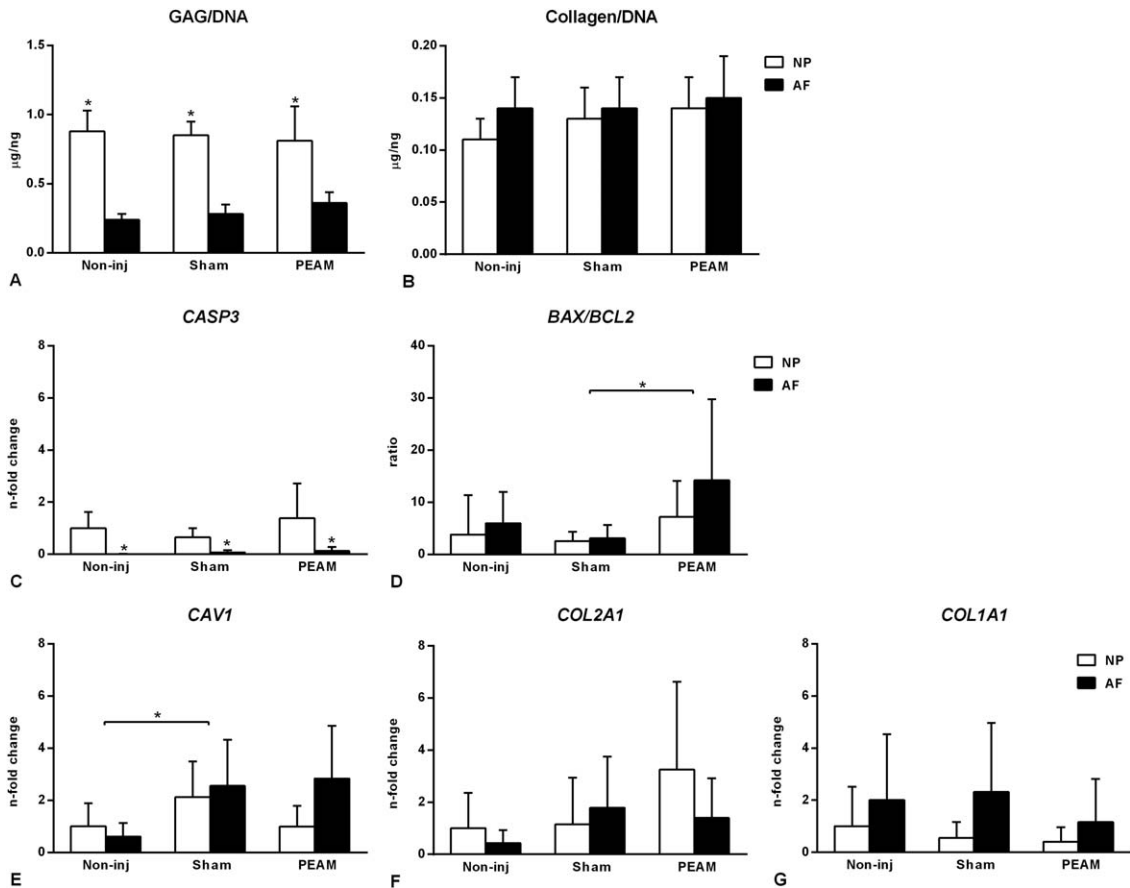 GAG/DNA
1.5
1.0
0.5
0.0
µg/ng
* * *
Non-inj Sham PEAM
A
Collagen/DNA
0.20
0.15
0.10
0.05
0.00
µg/ng
Non-inj Sham PEAM
B
NP
AF
CASP3
8
6
4
2
0
n-fold change
* * *
Non-inj Sham PEAM
C
BAX/BCL2
40
30
20
10
0
ratio
*
Non-inj Sham PEAM
D
NP
AF
CAV1
8
6
4
2
0
n-fold change
*
Non-inj Sham PEAM
E
COL2A1
8
6
4
2
0
n-fold change
Non-inj Sham PEAM
F
COL1A1
8
6
4
2
0
n-fold change
Non-inj Sham PEAM
G
NP
AF